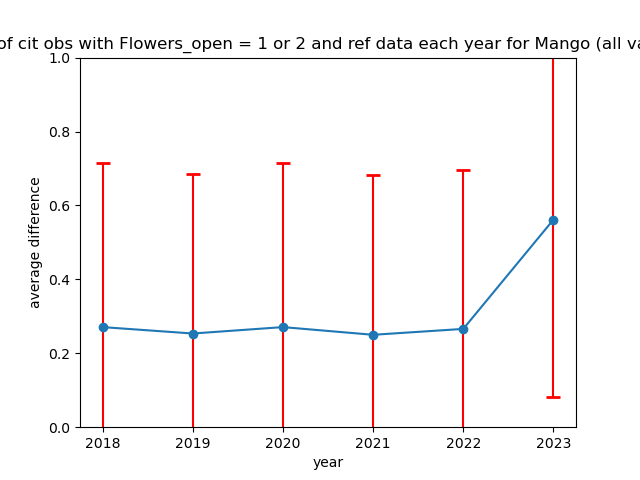 of cit obs with Flowers_open = 1 or 2 and ref data each year for Mango (all va
1.0
0.8
0.6
0.4
0.2
0.0
average difference
2018 2019 2020 2021 2022 2023
year